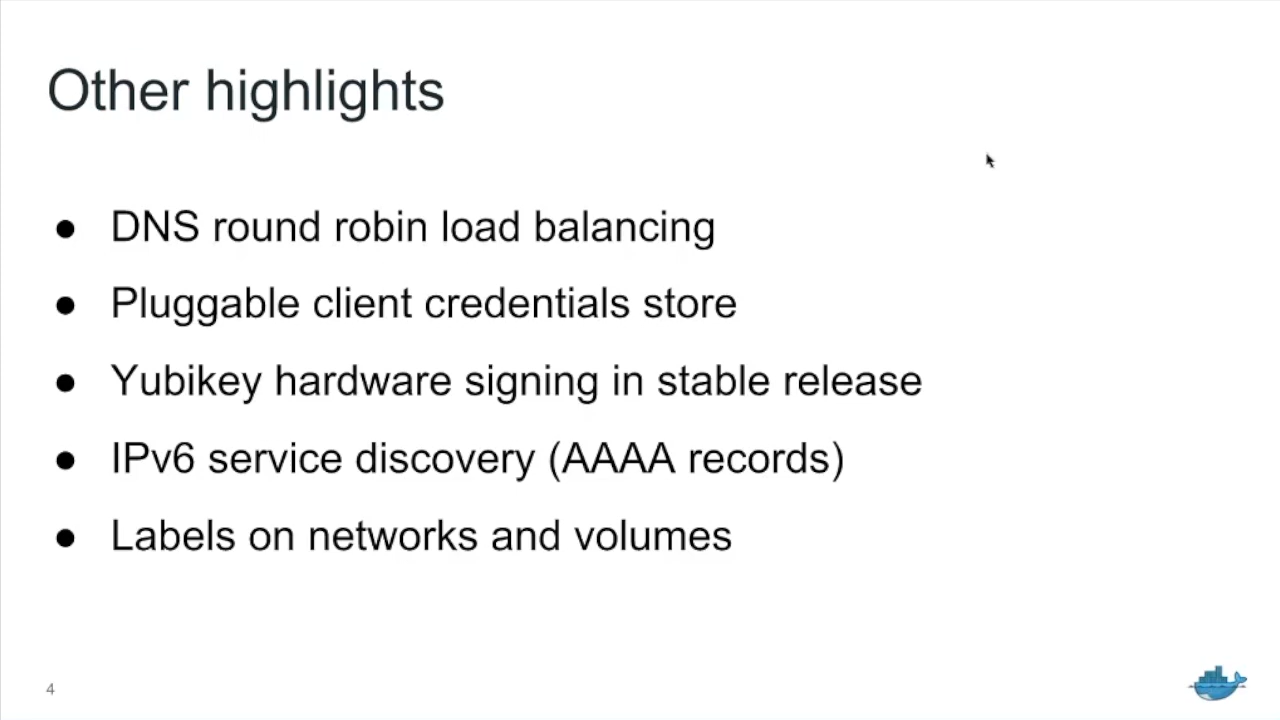 Other highlights
● DNS round robin load balancing
● Pluggable client credentials store
● Yubikey hardware signing in stable release
● IPv6 service discovery (AAAA records)
● Labels on networks and volumes
4